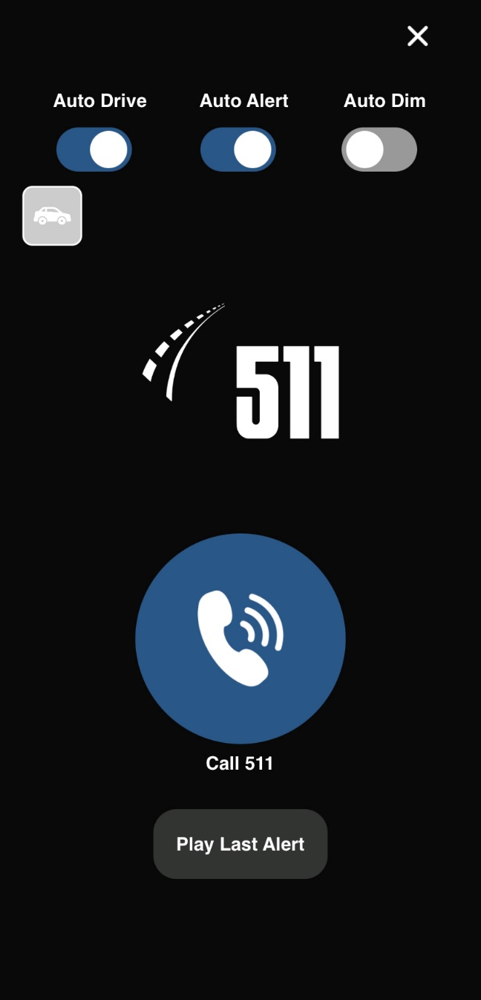 Auto Drive
Auto Alert
Auto Dim
511
Call 511
Play Last Alert